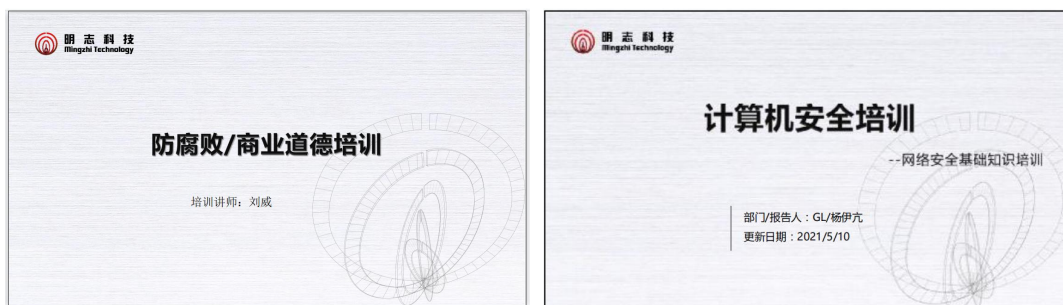 明志科技
Mingzhi Technology
防腐败/商业道德培训
培训讲师：刘威
明志科技
Mingzhi Technology
计算机安全培训
--网络安全基础知识培训
部门/报告人：GL/杨伊亢
更新日期：2021/5/10